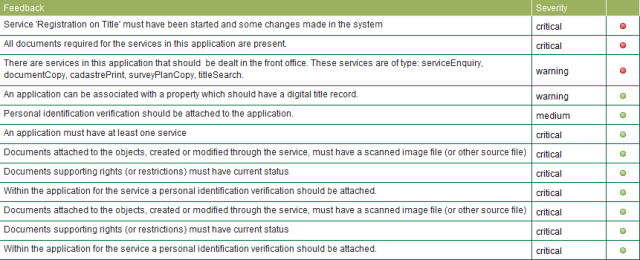 Feedback Severity
Service 'Registration on Title' must have been started and some changes made in the system critical
All documents required for the services in this application are present. critical
There are services in this application that should  be dealt in the front office. These services are of type: serviceEnquiry,
documentCopy, cadastrePrint, surveyPlanCopy, titleSearch. warning
An application can be associated with a property which should have a digital title record. warning
Personal identification verification should be attached to the application. medium
An application must have at least one service critical
Documents attached to the objects, created or modified through the service, must have a scanned image file (or other source file) critical
Documents supporting rights (or restrictions) must have current status critical
Within the application for the service a personal identification verification should be attached. critical
Documents attached to the objects, created or modified through the service, must have a scanned image file (or other source file) critical
Documents supporting rights (or restrictions) must have current status critical
Within the application for the service a personal identification verification should be attached. critical